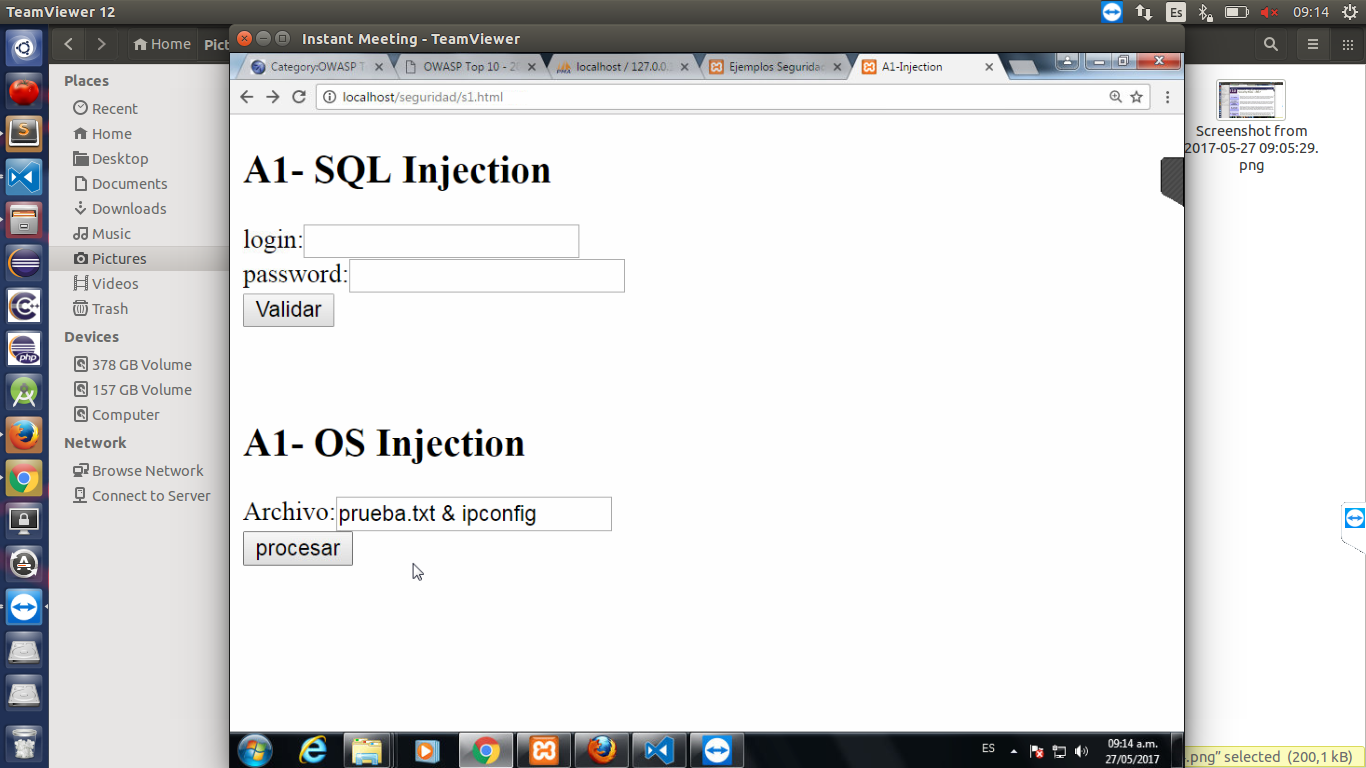 TeamViewer 12
Es
09:14
Home
Pict
Instant Meeting - TeamViewer
Places
Recent
Home
Desktop
Documents
Downloads
Music
Pictures
Videos
Trash
Devices
378 GB Volume
157 GB Volume
Computer
Network
Browse Network
Connect to Server
Category:OWASP T
OWASP Top 10 - 20
localhost / 127.0.0.
Ejemplos Seguridad
A1-Injection
localhost/seguridad/s1.html
A1- SQL Injection
login:
password:
Validar
A1- OS Injection
Archivo:prueba.txt & ipconfig
procesar
ES
09:14 a.m.
27/05/2017
Screenshot from
2017-05-27 09:05:29.
png
.png” selected (200,1 kB)
php